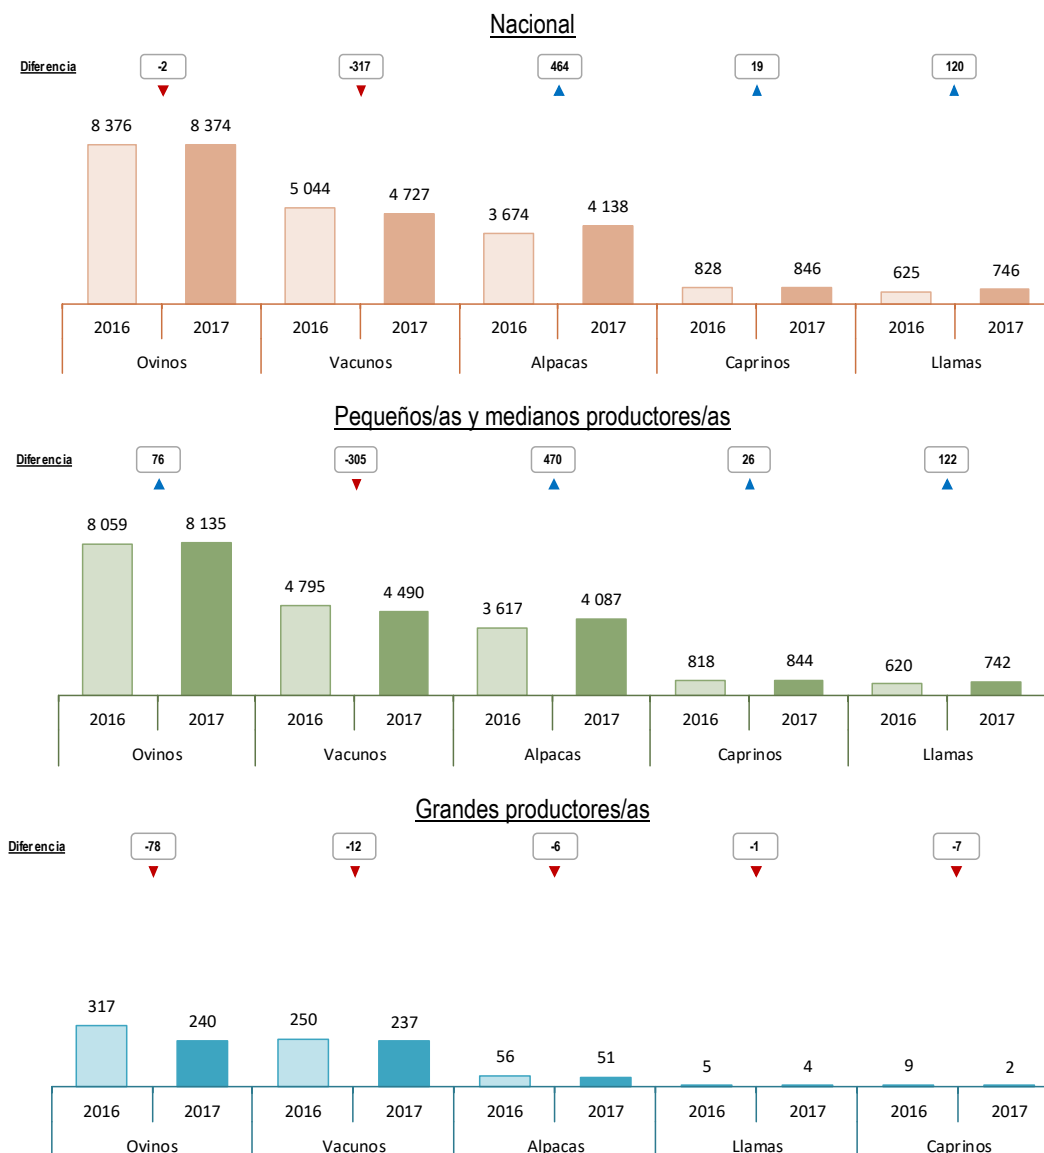 Nacional
Diferencia -2 -317 464 19 120
8 376 8 374 5 044 4 727 3 674 4 138 828 846 625 746
2016 2017 2016 2017 2016 2017 2016 2017 2016 2017
Ovinos Vacunos Alpacas Caprinos Llamas
Pequeños/as y medianos productores/as
Diferencia 76 -305 470 26 122
8 059 8 135 4 795 4 490 3 617 4 087 818 844 620 742
2016 2017 2016 2017 2016 2017 2016 2017 2016 2017
Ovinos Vacunos Alpacas Caprinos Llamas
Grandes productores/as
Diferencia -78 -12 -6 -1 -7
317 240 250 237 56 51 5 4 9 2
2016 2017 2016 2017 2016 2017 2016 2017 2016 2017
Ovinos Vacunos Alpacas Llamas Caprinos